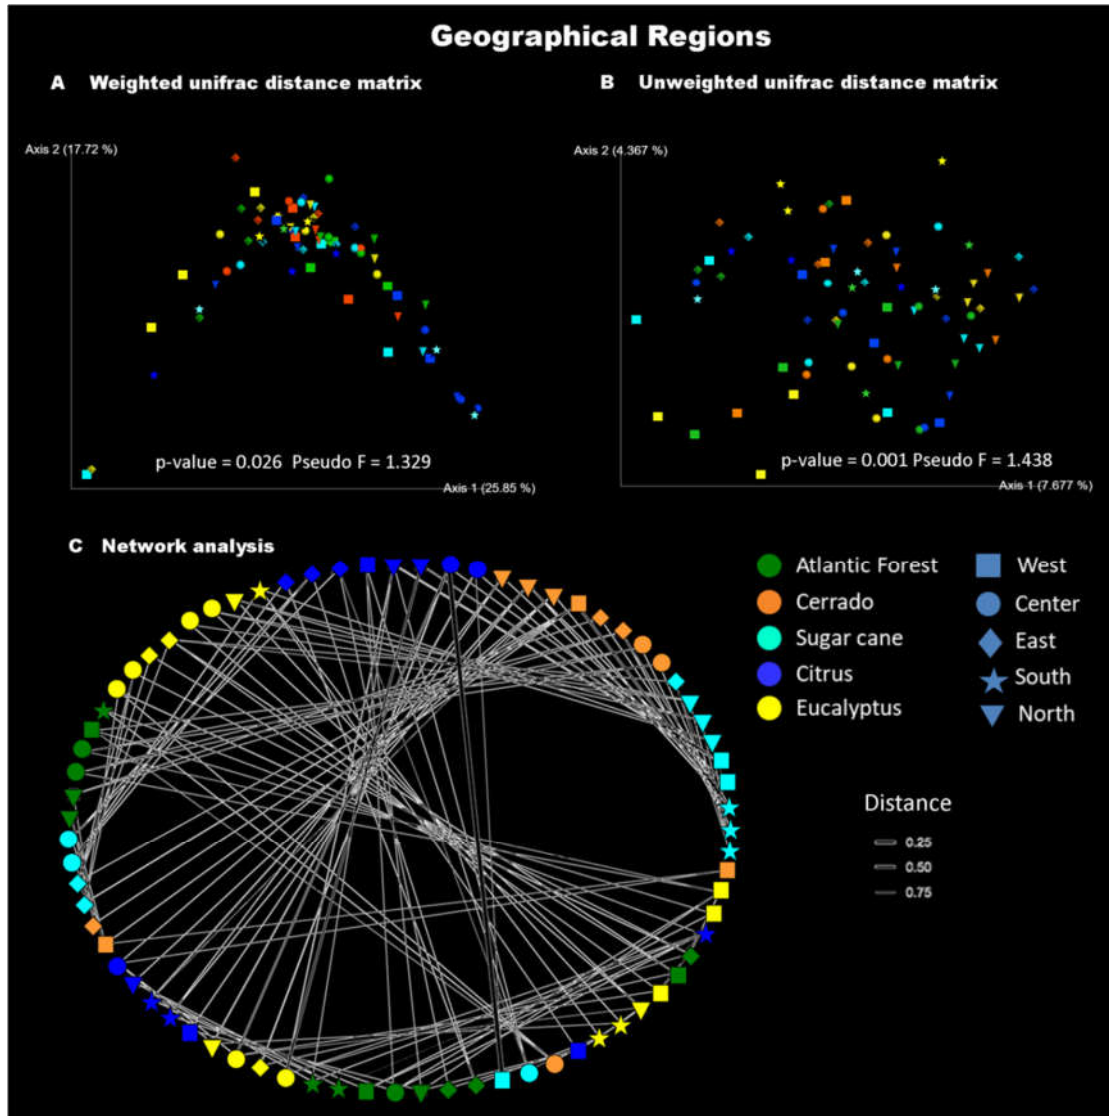 Geographical Regions
A Weighted unifrac distance matrix
B Unweighted unifrac distance matrix
Axis 2 (17.72 %)
Axis 2 (4.367 %)
p-value = 0.026 Pseudo F = 1.329
p-value = 0.001 Pseudo F = 1.438
Axis 1 (25.85 %)
Axis 1 (7.677 %)
C Network analysis
Atlantic Forest
West
Cerrado
Center
Sugar cane
East
Citrus
South
Eucalyptus
North
Distance
0.25
0.50
0.75